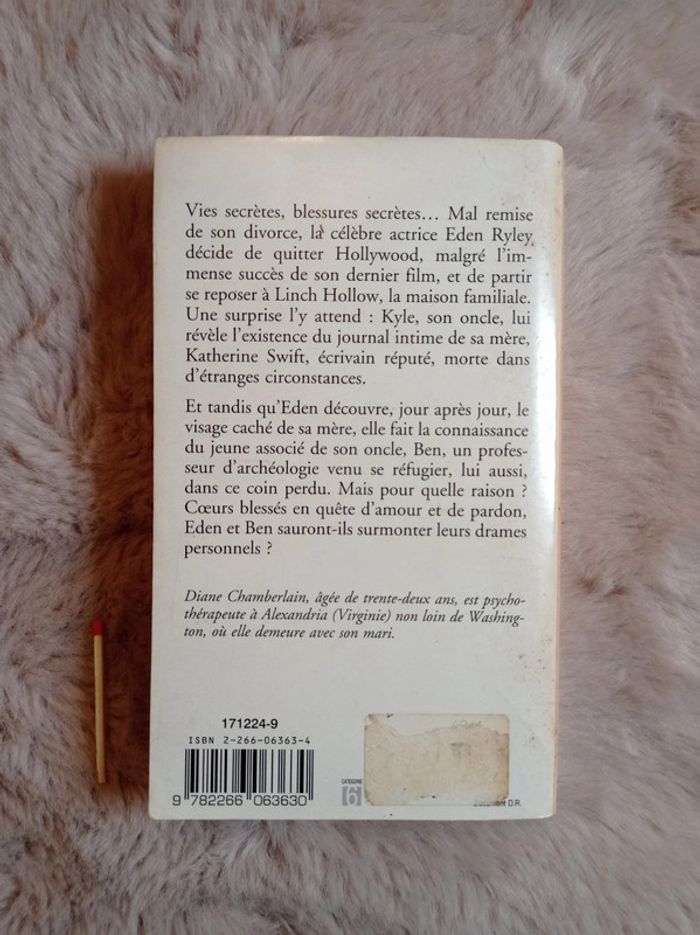 Vies secrètes, blessures secrètes… Mal remise
de son divorce, la célèbre actrice Eden Ryley
décide de quitter Hollywood, malgré l'im-
mense succès de son dernier film, et de partir
se reposer à Linch Hollow, la maison familiale.
Une surprise l'y attend : Kyle, son oncle, lui
révèle l'existence du journal intime de sa mère,
Katherine Swift, écrivain réputé, morte dans
d'étranges circonstances.
Et tandis qu'Eden découvre, jour après jour, le
visage caché de sa mère, elle fait la connaissance
du jeune associé de son oncle, Ben, un profes-
seur d'archéologie venu se réfugier, lui aussi,
dans ce coin perdu. Mais pour quelle raison ?
Cœurs blessés en quête d'amour et de pardon,
Eden et Ben sauront-ils surmonter leurs drames
personnels ?
Diane Chamberlain, âgée de trente-deux ans, est psycho-
thérapeute à Alexandria (Virginie) non loin de Washing-
ton, où elle demeure avec son mari.
171224-9
ISBN 2-266-06363-4
9 782266 063630
CATEGORIE
6
D.R.